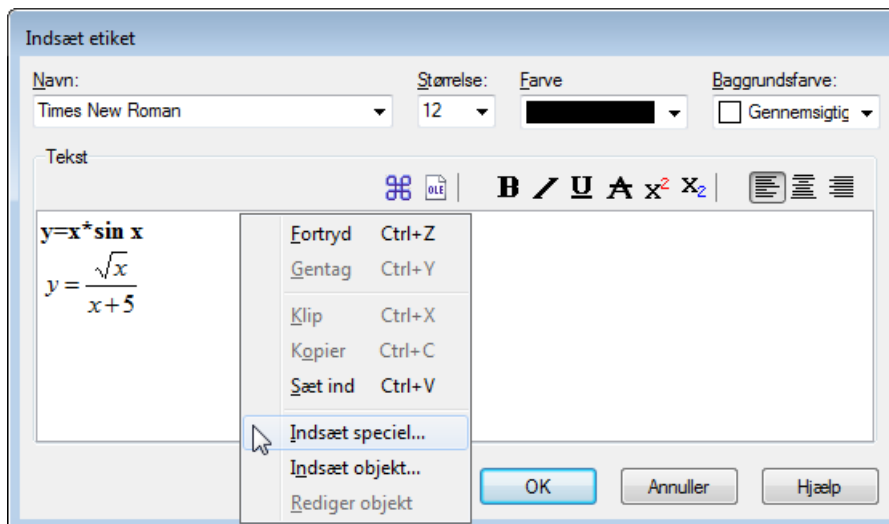 Indsæt etiket
Navn: Størrelse: Farve Baggrundsfarve:
Times New Roman 12 Gennemsigtig
Tekst
⌘ OLE B I U A x² X₂
y=x*sin x
y = √x / (x+5)
Fortryd Ctrl+Z
Gentag Ctrl+Y
Klip Ctrl+X
Kopier Ctrl+C
Sæt ind Ctrl+V
Indsæt speciel...
Indsæt objekt...
Rediger objekt
OK Annuller Hjælp